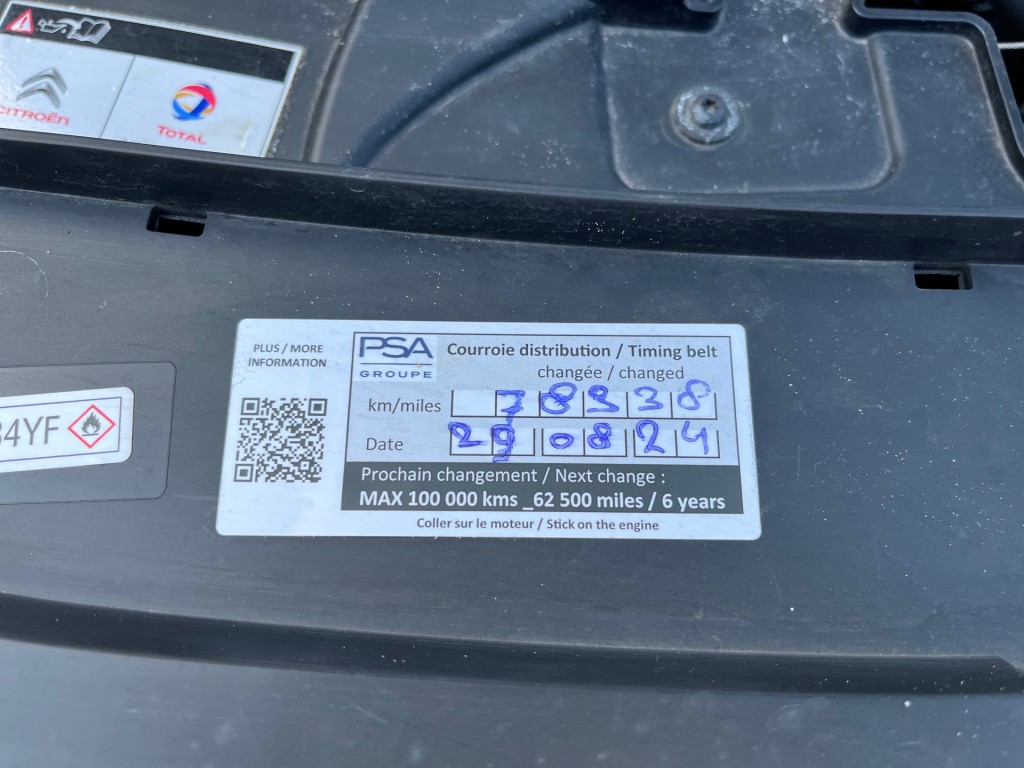 CITROËN
TOTAL
34YF
PLUS / MORE
INFORMATION
PSA
GROUPE
Courroie distribution / Timing belt
changée / changed
km/miles 78938
Date 29 08 24
Prochain changement / Next change :
MAX 100 000 kms _62 500 miles / 6 years
Coller sur le moteur / Stick on the engine